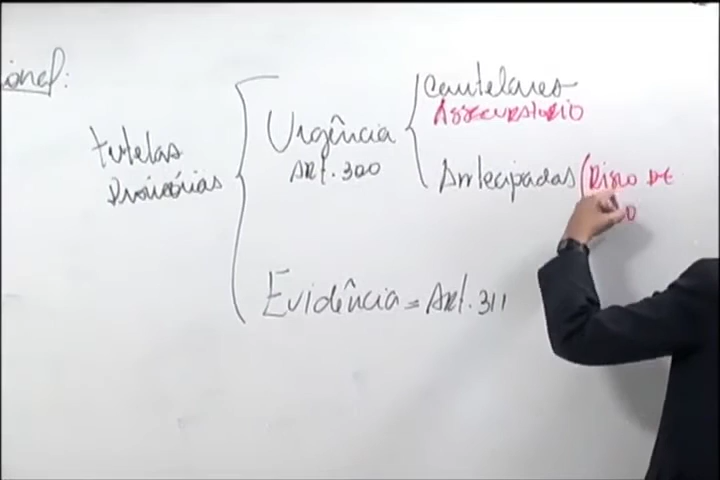 ional:
tutelas
Provisórias
Urgência
Art. 300
Cautelares
Assecuratório
Antecipadas (Risco de
Evidência = Art. 311